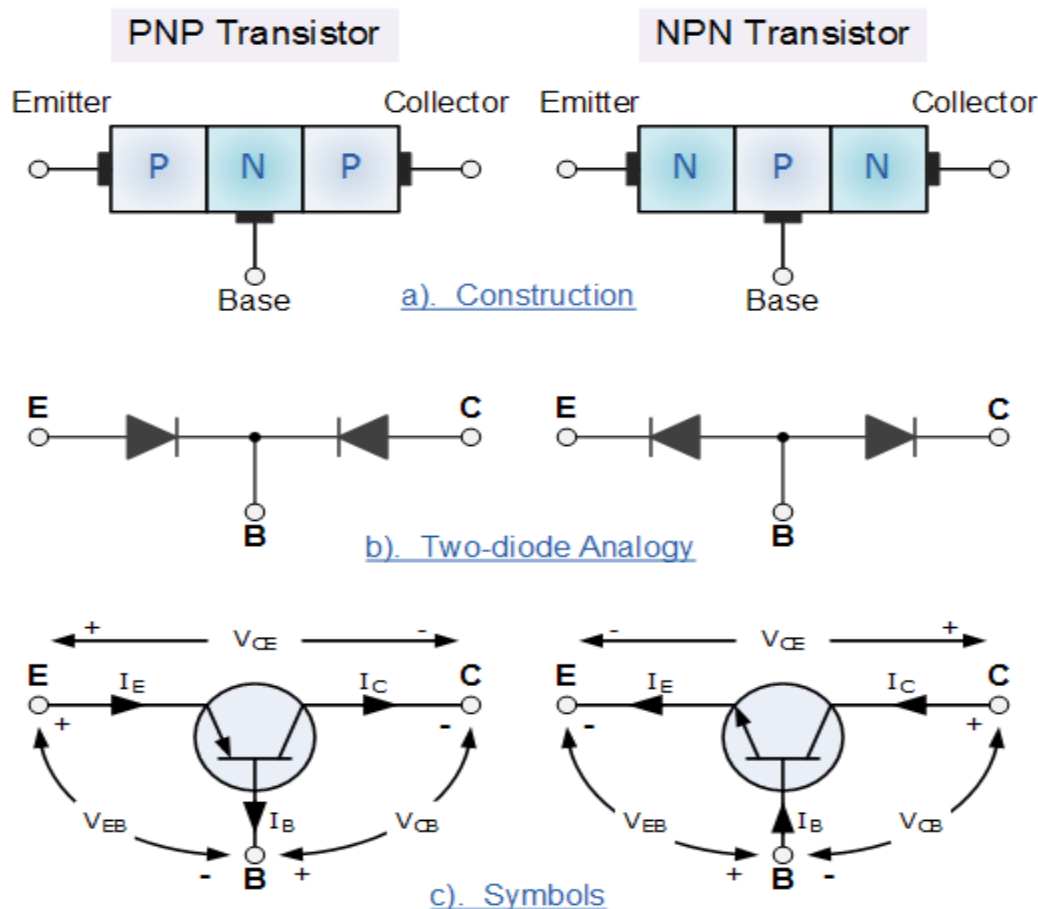 PNP Transistor NPN Transistor
Emitter Collector Emitter Collector
P N P N P N
Base Base
a). Construction
E C E C
B B
b). Two-diode Analogy
+ VCE - - VCE +
E IE IC C E IE IC C
+ - - +
VEB IB VCB VEB IB VCB
- B + + B -
c). Symbols